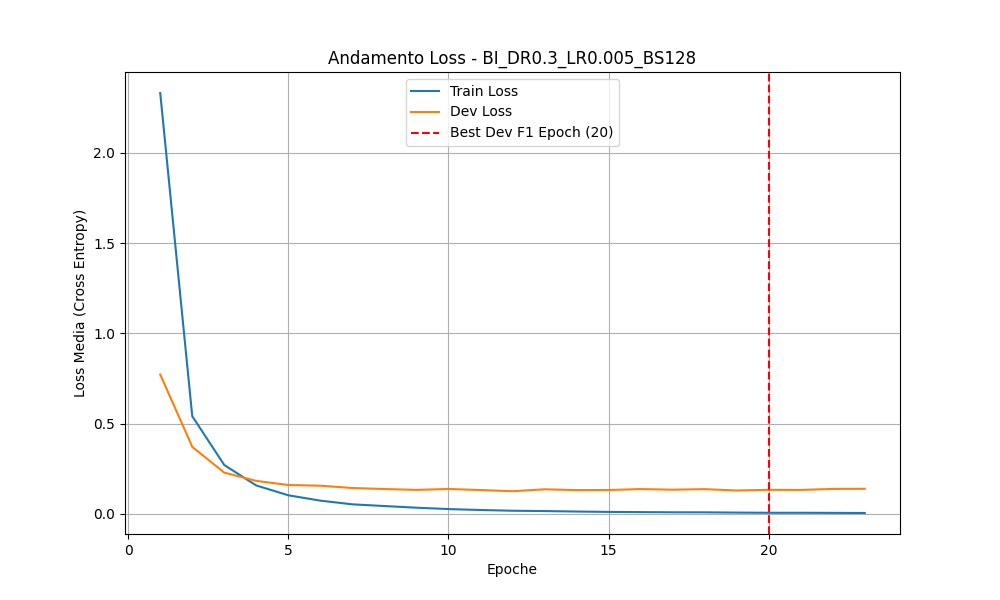 Andamento Loss - BI_DR0.3_LR0.005_BS128
Train Loss
Dev Loss
Best Dev F1 Epoch (20)
Loss Media (Cross Entropy)
2.0
1.5
1.0
0.5
0.0
0 5 10 15 20
Epoche